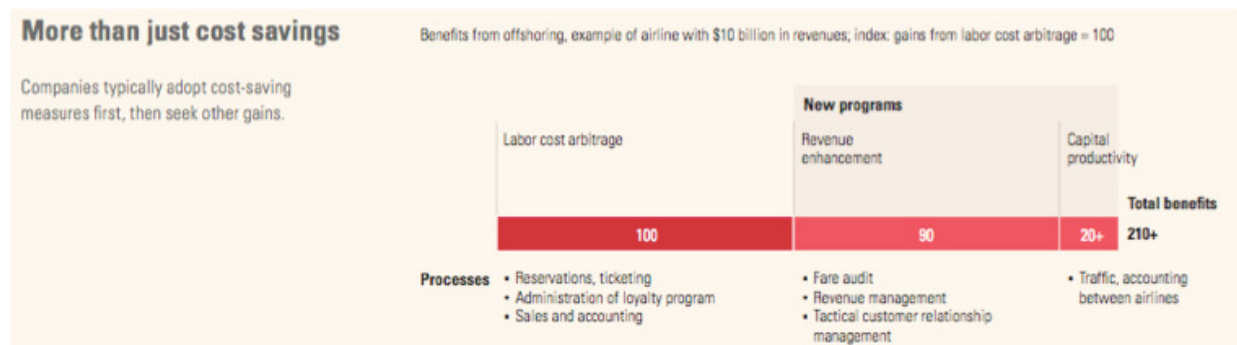 More than just cost savings
Companies typically adopt cost-saving
measures first, then seek other gains.
Benefits from offshoring, example of airline with $10 billion in revenues; index: gains from labor cost arbitrage = 100
New programs
Labor cost arbitrage
Revenue
enhancement
Capital
productivity
Total benefits
100
90
20+
210+
Processes
• Reservations, ticketing
• Administration of loyalty program
• Sales and accounting
• Fare audit
• Revenue management
• Tactical customer relationship
management
• Traffic, accounting
between airlines